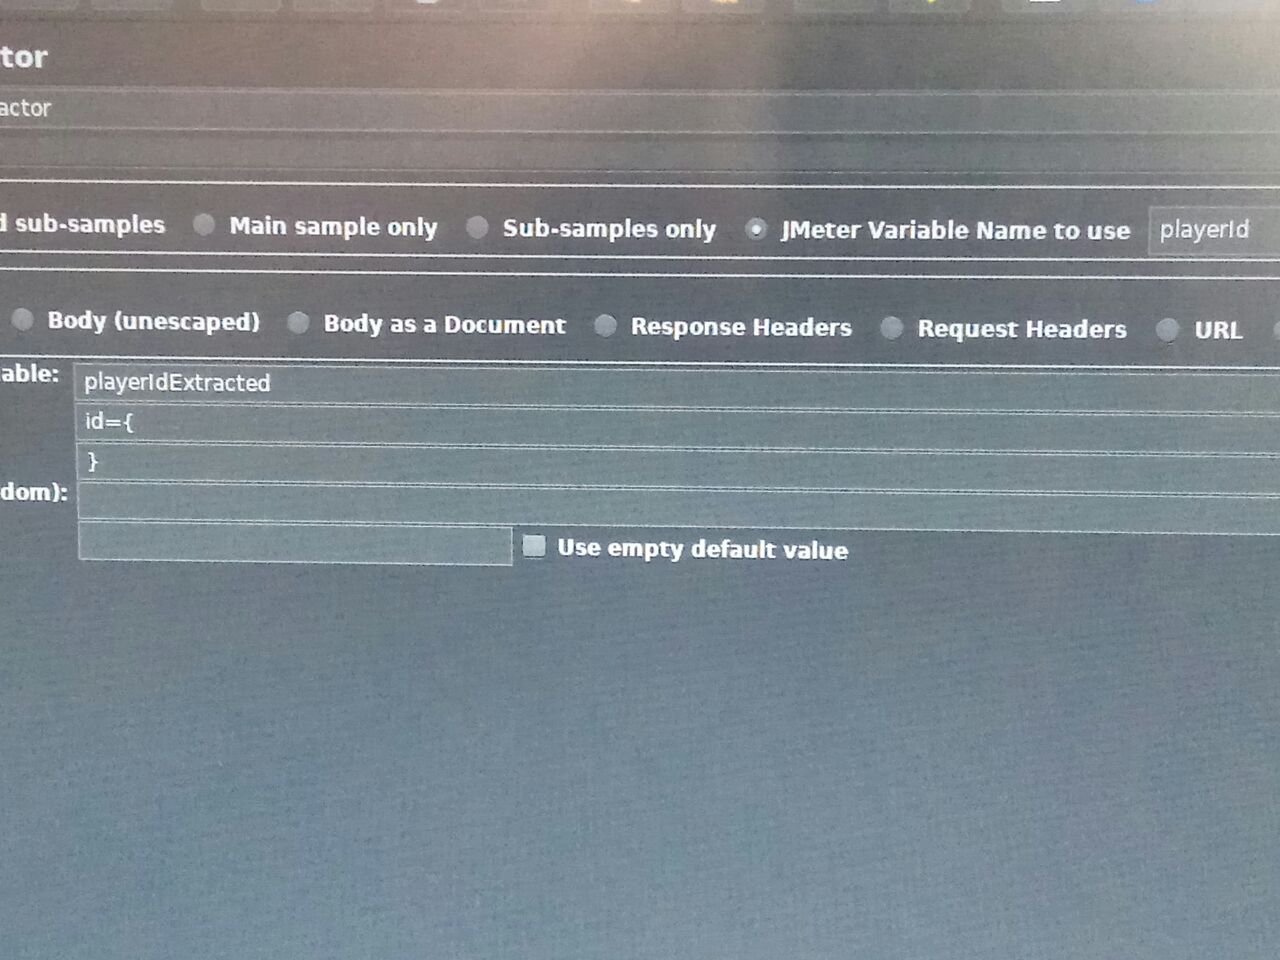 tor
actor
d sub-samples Main sample only Sub-samples only JMeter Variable Name to use playerId
Body (unescaped) Body as a Document Response Headers Request Headers URL
able: playerIdExtracted
id={
}
dom):
Use empty default value